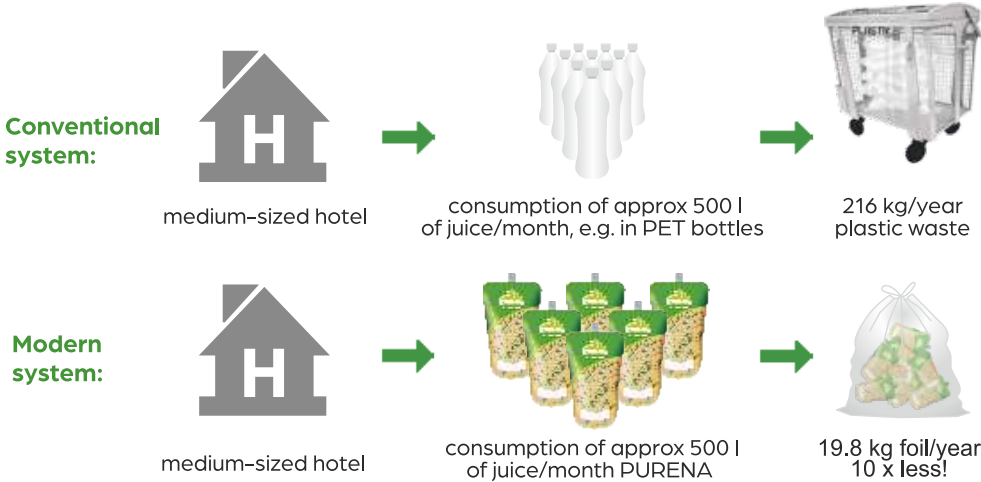 Conventional
system:
H
medium-sized hotel
consumption of approx 500 l
of juice/month, e.g. in PET bottles
PLASTIK
216 kg/year
plastic waste
Modern
system:
H
medium-sized hotel
consumption of approx 500 l
of juice/month PURENA
19.8 kg foil/year
10 x less!